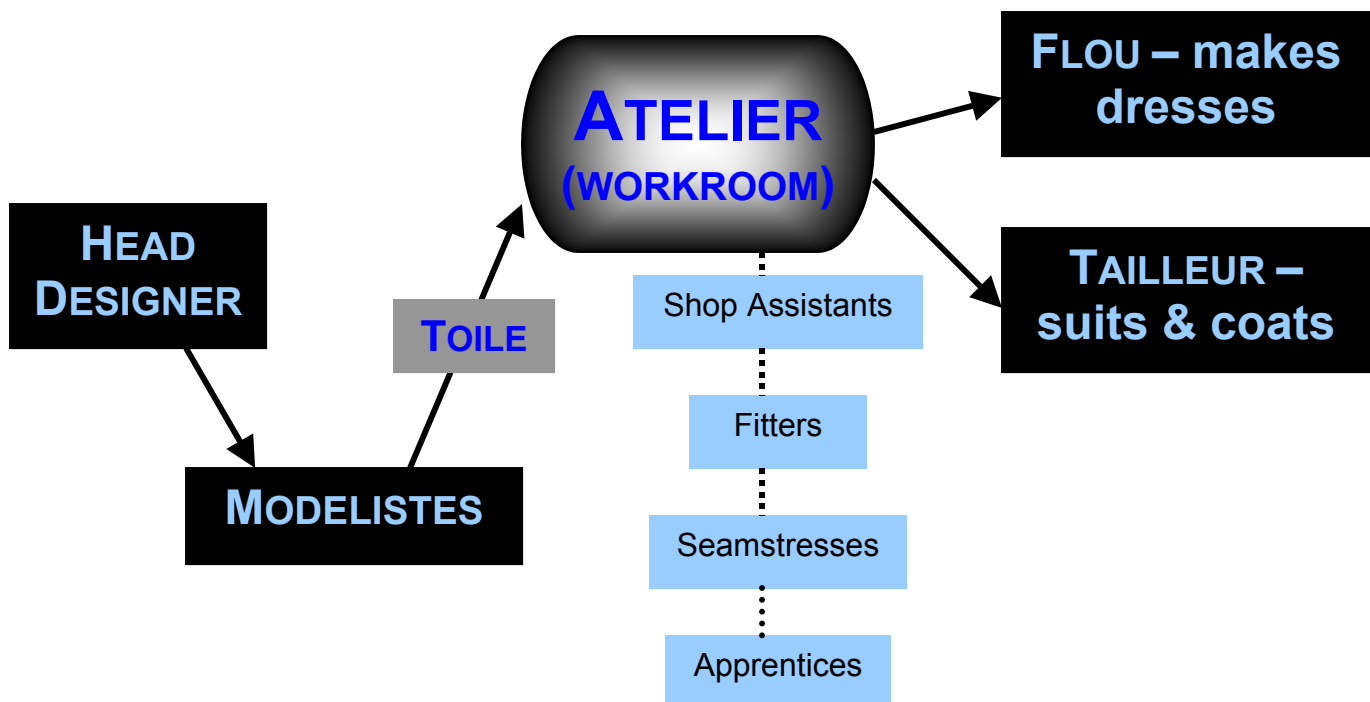 HEAD
DESIGNER
MODELISTES
TOILE
ATELIER
(WORKROOM)
Shop Assistants
Fitters
Seamstresses
Apprentices
FLOU – makes
dresses
TAILLEUR –
suits & coats